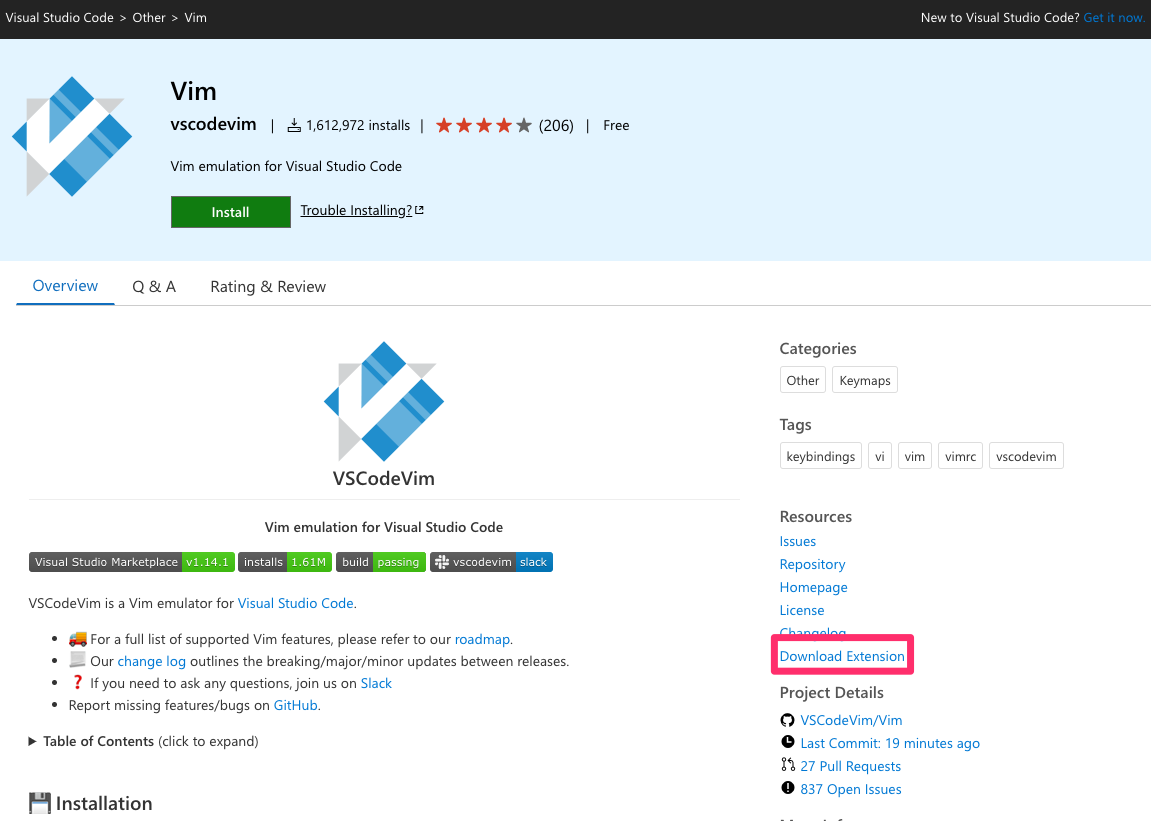 Visual Studio Code > Other > Vim
New to Visual Studio Code? Get it now.
Vim
vscodevim | 1,612,972 installs | (206) | Free
Vim emulation for Visual Studio Code
Install
Trouble Installing?
Overview
Q & A
Rating & Review
VSCodeVim
Vim emulation for Visual Studio Code
Visual Studio Marketplace v1.14.1 installs 1.61M build passing vscodevim slack
VSCodeVim is a Vim emulator for Visual Studio Code.
• For a full list of supported Vim features, please refer to our roadmap.
• Our change log outlines the breaking/major/minor updates between releases.
• ❓ If you need to ask any questions, join us on Slack
• Report missing features/bugs on GitHub.
Table of Contents (click to expand)
Installation
Categories
Other Keymaps
Tags
keybindings vi vim vimrc vscodevim
Resources
Issues
Repository
Homepage
License
Changelog
Download Extension
Project Details
VSCodeVim/Vim
Last Commit: 19 minutes ago
27 Pull Requests
837 Open Issues